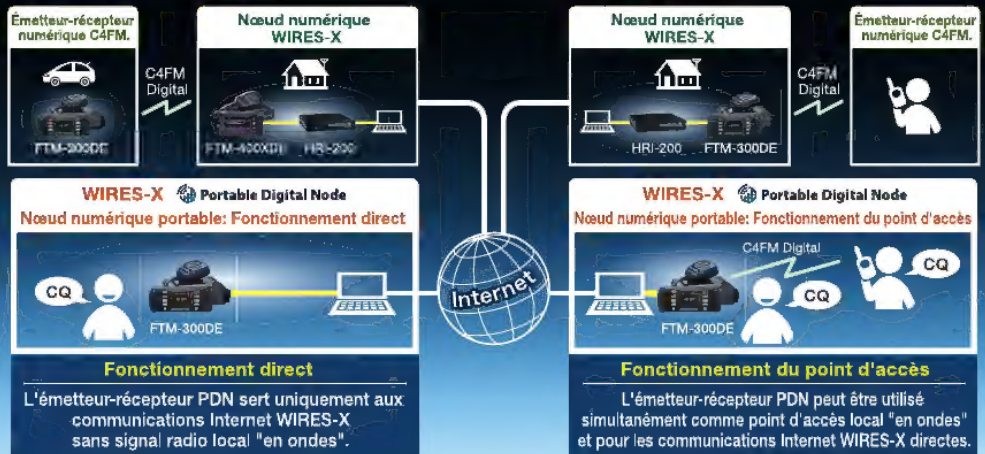 Émetteur-récepteur
numérique C4FM.
C4FM
Digital
FTM-300DE
Nœud numérique
WIRES-X
FTM-400XDE HRI-200
Nœud numérique
WIRES-X
HRI-200 FTM-300DE
C4FM
Digital
Émetteur-récepteur
numérique C4FM.
WIRES-X Portable Digital Node
Nœud numérique portable: Fonctionnement direct
CQ
FTM-300DE
Internet
WIRES-X Portable Digital Node
Nœud numérique portable: Fonctionnement du point d'accès
C4FM Digital
CQ
CQ
FTM-300DE
Fonctionnement direct
L'émetteur-récepteur PDN sert uniquement aux
communications Internet WIRES-X
sans signal radio local "en ondes".
Fonctionnement du point d'accès
L'émetteur-récepteur PDN peut être utilisé
simultanément comme point d'accès local "en ondes"
et pour les communications Internet WIRES-X directes.